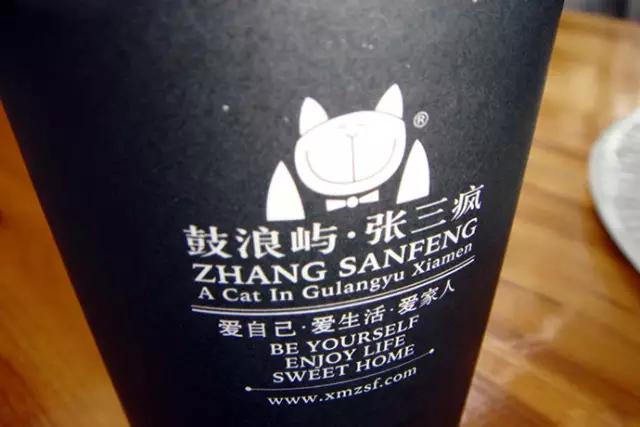 ®
鼓浪屿·张三疯
ZHANG SANFENG
A Cat In Gulangyu Xiamen
爱自己·爱生活·爱家人
BE YOURSELF
ENJOY LIFE
SWEET HOME
www.xmzsf.com